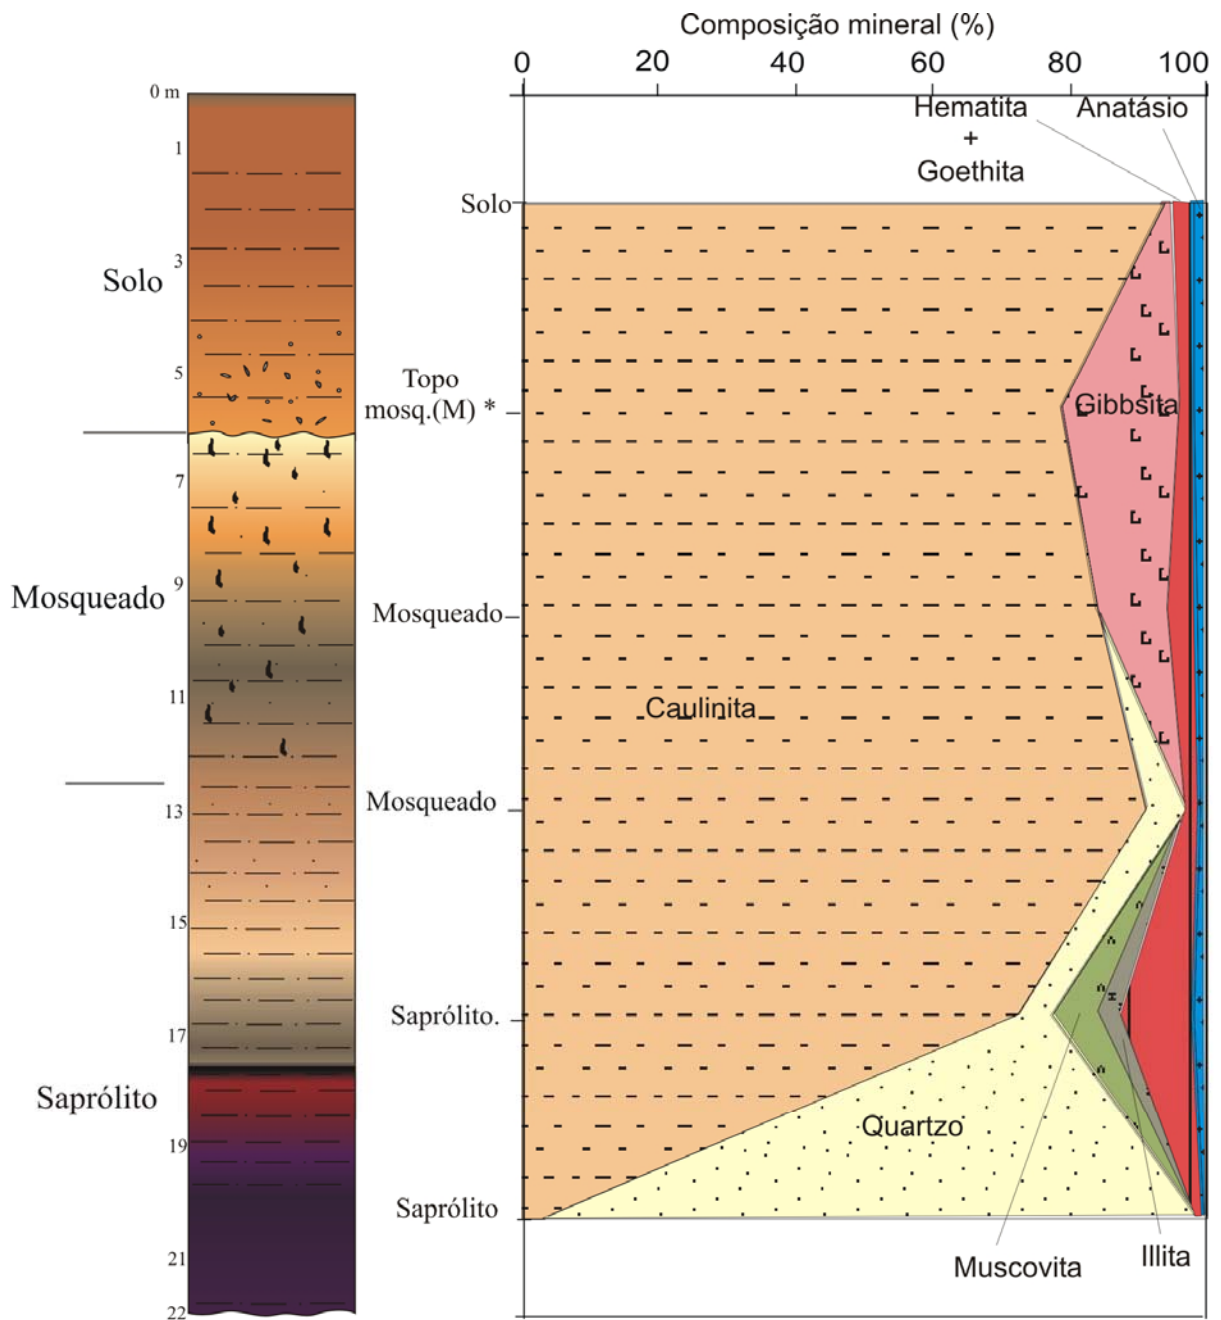 Composição mineral (%)
0 20 40 60 80 100
0 m
Hematita
+
Goethita
Anatásio
1
3
5
7
9
11
13
15
17
19
21
22
Solo
Mosqueado
Saprólito
Solo
Topo
mosq.(M) *
Mosqueado
Mosqueado
Saprólito.
Saprólito
Gibbsita
Caulinita
Quartzo
Muscovita
Illita